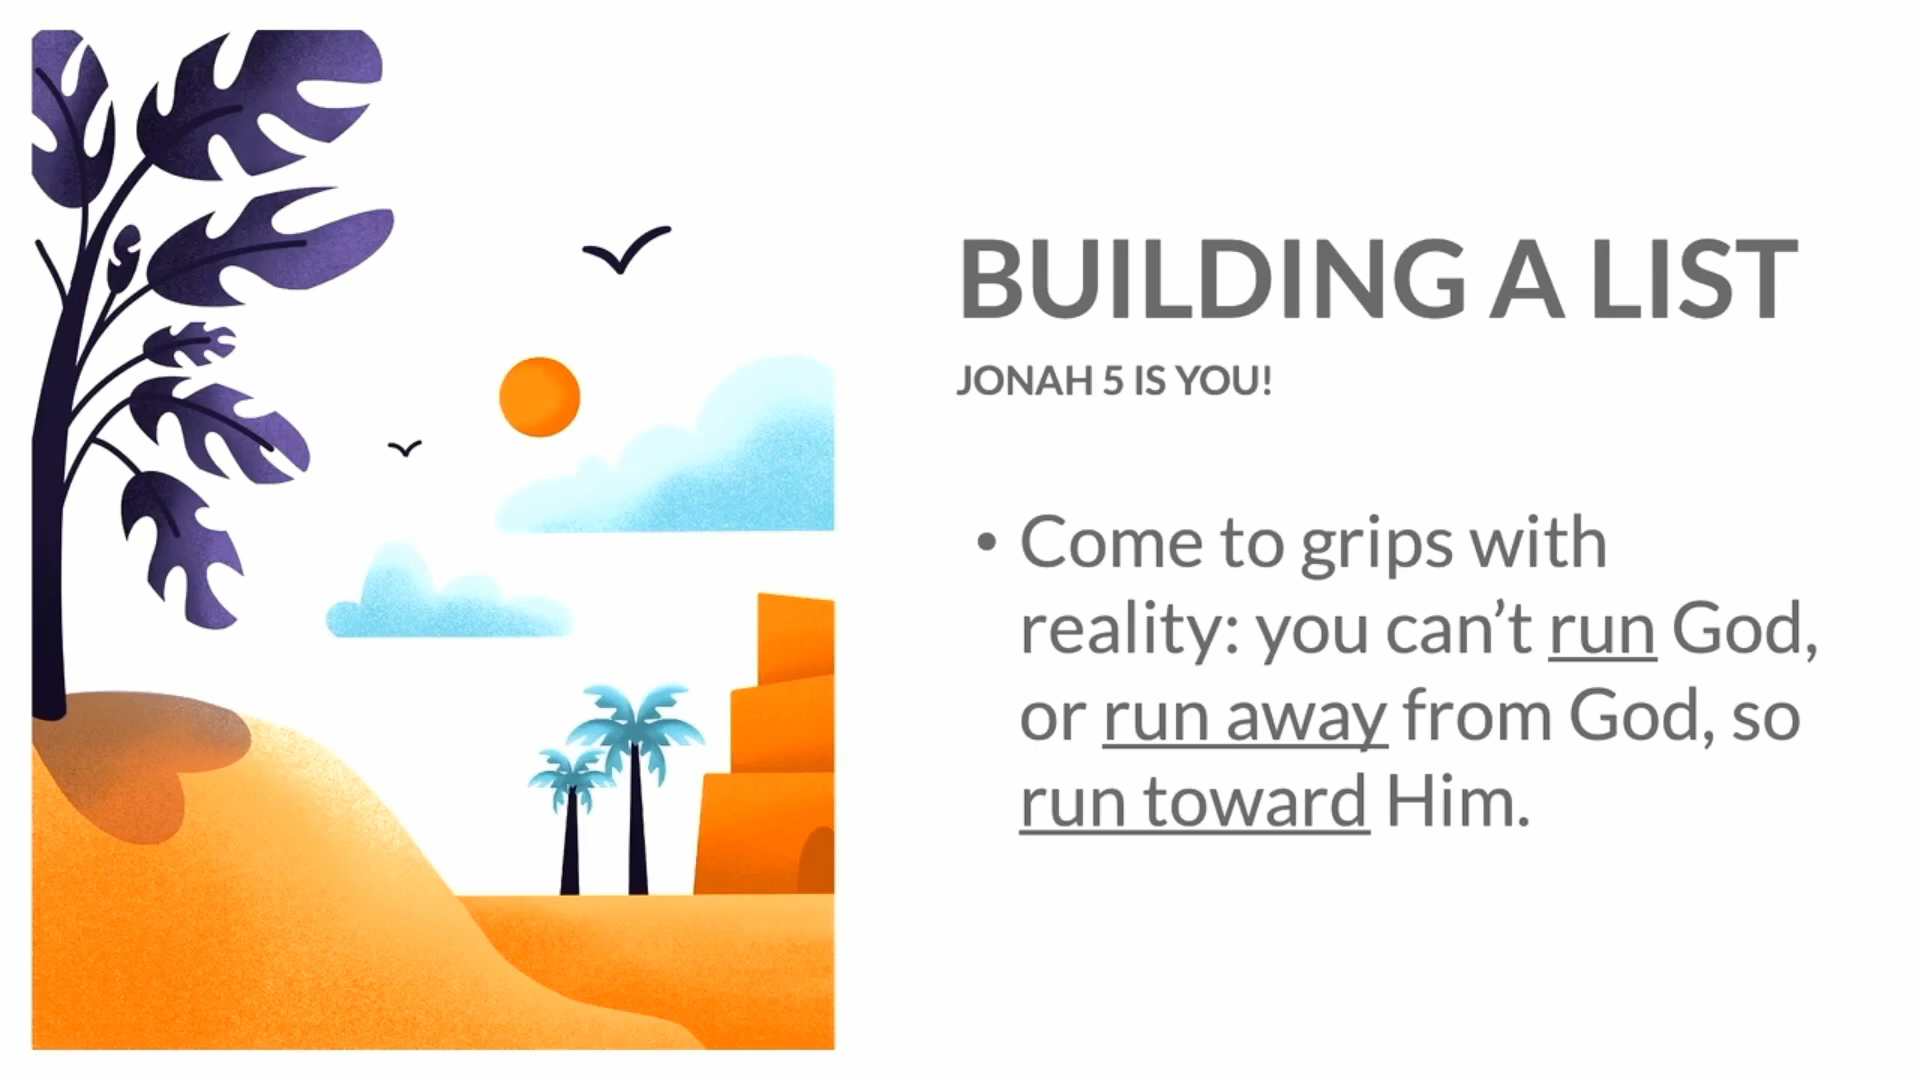 BUILDING A LIST
JONAH 5 IS YOU!
• Come to grips with
reality: you can’t run God,
or run away from God, so
run toward Him.